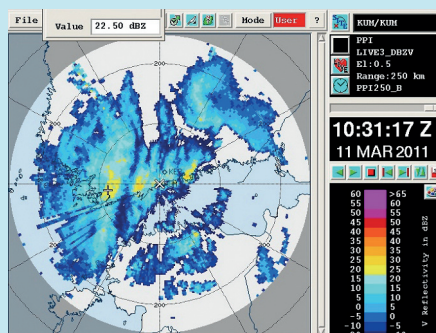 File Value 22.50 dBZ Mode User ?
KUM/KUM
PPI
LIVE3_DBZV
El:0.5
Range:250 km
PPI250_B
10:31:17 Z
11 MAR 2011
200
200
200
200
60 >65
55 60
50 55
45 50
40 45
35 40
30 35
25 30
20 25
15 20
10 15
5 10
0 5
-5 0
-10 -5
Reflectivity in dBZ